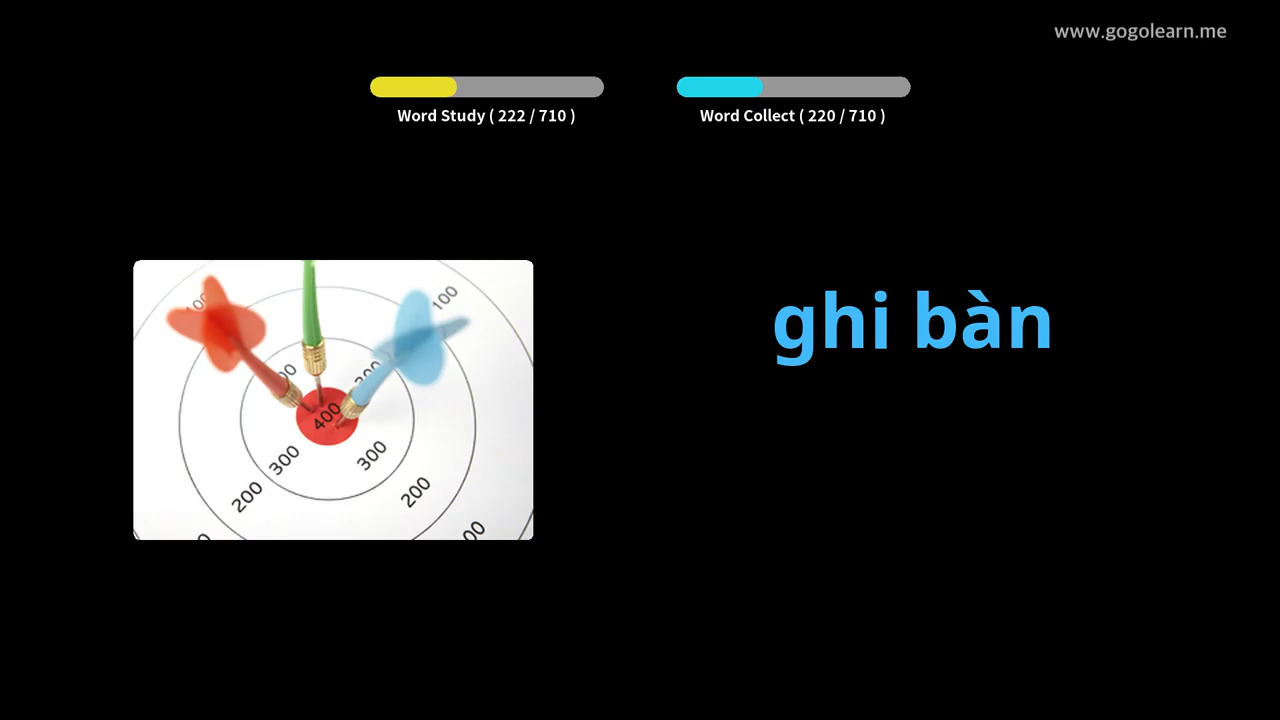 www.gogolearn.me
Word Study ( 222 / 710 )
Word Collect ( 220 / 710 )
ghi bàn
100
100
200
400
300
300
200
200